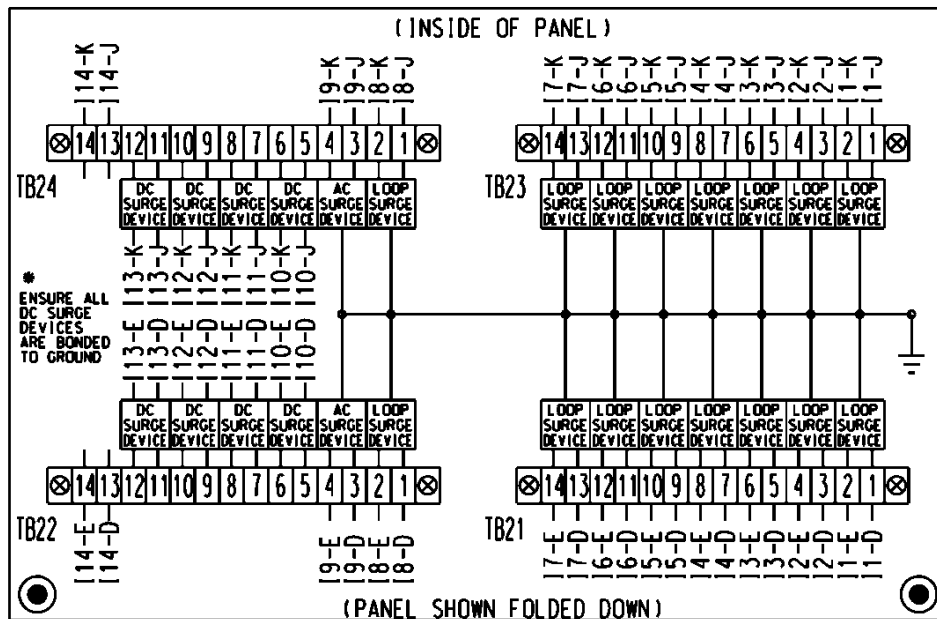 (INSIDE OF PANEL)
I14-K
I14-J
I9-K
I9-J
I8-K
I8-J
I7-K
I7-J
I6-K
I6-J
I5-K
I5-J
I4-K
I4-J
I3-K
I3-J
I2-K
I2-J
I1-K
I1-J
14 13 12 11 10 9 8 7 6 5 4 3 2 1
14 13 12 11 10 9 8 7 6 5 4 3 2 1
TB24
DC
SURGE
DEVICE
DC
SURGE
DEVICE
DC
SURGE
DEVICE
DC
SURGE
DEVICE
AC
SURGE
DEVICE
LOOP
SURGE
DEVICE
TB23
LOOP
SURGE
DEVICE
LOOP
SURGE
DEVICE
LOOP
SURGE
DEVICE
LOOP
SURGE
DEVICE
LOOP
SURGE
DEVICE
LOOP
SURGE
DEVICE
LOOP
SURGE
DEVICE
I13-K
I13-J
I12-K
I12-J
I11-K
I11-J
I10-K
I10-J
*
ENSURE ALL
DC SURGE
DEVICES
ARE BONDED
TO GROUND
I13-E
I13-D
I12-E
I12-D
I11-E
I11-D
I10-E
I10-D
DC
SURGE
DEVICE
DC
SURGE
DEVICE
DC
SURGE
DEVICE
DC
SURGE
DEVICE
AC
SURGE
DEVICE
LOOP
SURGE
DEVICE
LOOP
SURGE
DEVICE
LOOP
SURGE
DEVICE
LOOP
SURGE
DEVICE
LOOP
SURGE
DEVICE
LOOP
SURGE
DEVICE
LOOP
SURGE
DEVICE
LOOP
SURGE
DEVICE
14 13 12 11 10 9 8 7 6 5 4 3 2 1
14 13 12 11 10 9 8 7 6 5 4 3 2 1
TB22
I14-E
I14-D
I9-E
I9-D
I8-E
I8-D
TB21
I7-E
I7-D
I6-E
I6-D
I5-E
I5-D
I4-E
I4-D
I3-E
I3-D
I2-E
I2-D
I1-E
I1-D
(PANEL SHOWN FOLDED DOWN)